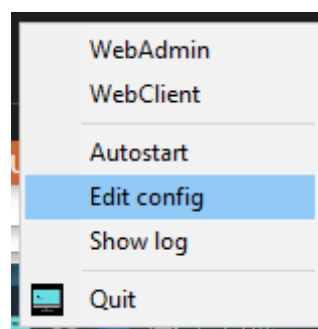 WebAdmin
WebClient
Autostart
Edit config
Show log
Quit